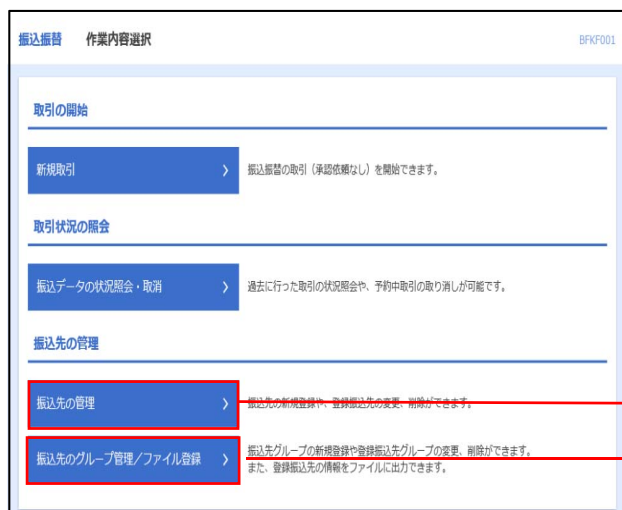 振込振替 作業内容選択 BFKF001
取引の開始
新規取引 振込振替の取引（承認依頼なし）を開始できます。
取引状況の照会
振込データの状況照会・取消 過去に行った取引の状況照会や、予約中取引の取り消しが可能です。
振込先の管理
振込先の管理 振込先の新規登録や、登録振込先の変更、削除ができます。
振込先のグループ管理／ファイル登録 振込先グループの新規登録や登録振込先グループの変更、削除ができます。
また、登録振込先の情報をファイルに出力できます。